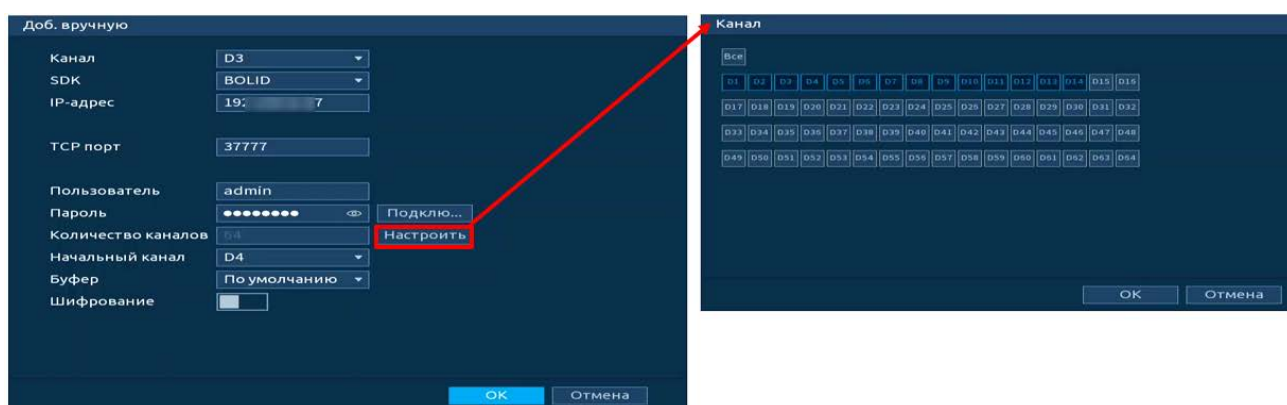 Доб. вручную
Канал D3
SDK BOLID
IP-адрес 19 7
TCP порт 37777
Пользователь admin
Пароль ●●●●●●●● Подклю...
Количество каналов 64 Настроить
Начальный канал D4
Буфер По умолчанию
Шифрование
OK Отмена
Канал
Все
D1 D2 D3 D4 D5 D6 D7 D8 D9 D10 D11 D12 D13 D14 D15 D16
D17 D18 D19 D20 D21 D22 D23 D24 D25 D26 D27 D28 D29 D30 D31 D32
D33 D34 D35 D36 D37 D38 D39 D40 D41 D42 D43 D44 D45 D46 D47 D48
D49 D50 D51 D52 D53 D54 D55 D56 D57 D58 D59 D60 D61 D62 D63 D64
OK Отмена